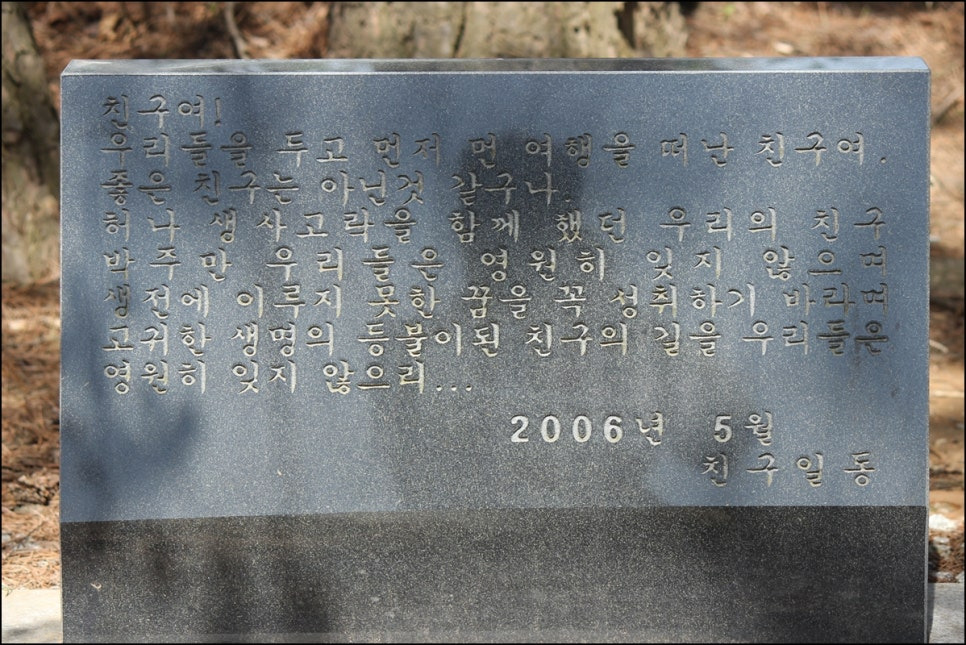 친구여!
우리들을 두고 먼저 먼 여행을 떠난 친구여.
좋은 친구는 아닌것 같구나.
허나 생사고락을 함께 했던 우리의 친구
박주만 우리들은 영원히 잊지 않으며
생전에 이루지 못한 꿈을 꼭 성취하기 바라며
고귀한 생명의 등불이된 친구의 길을 우리들은
영원히 잊지 않으리...
2006년 5월
친구일동